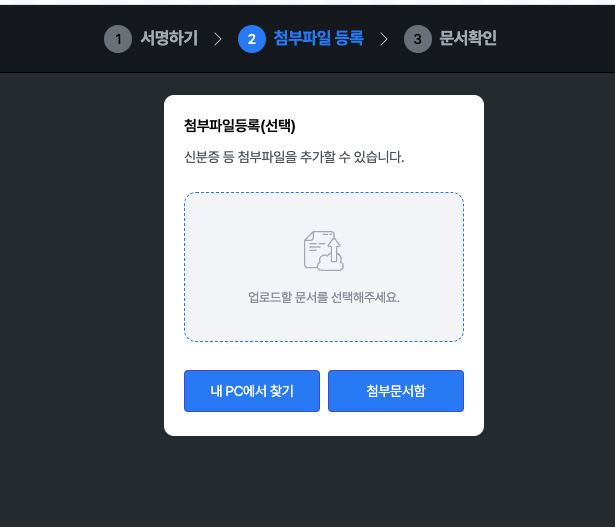 1 서명하기 > 2 첨부파일 등록 > 3 문서확인
첨부파일등록(선택)
신분증 등 첨부파일을 추가할 수 있습니다.
업로드할 문서를 선택해주세요.
내 PC에서 찾기 첨부문서함